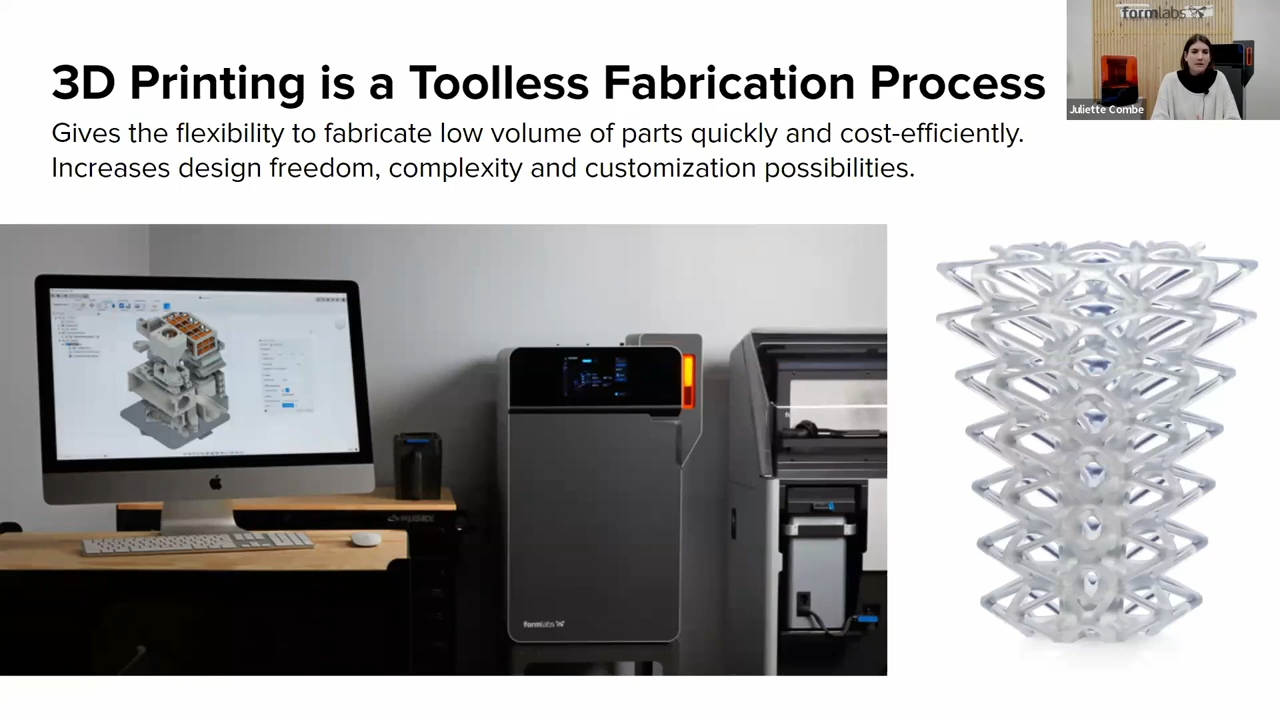 formlabs
Juliette Combe
3D Printing is a Toolless Fabrication Process
Gives the flexibility to fabricate low volume of parts quickly and cost-efficiently.
Increases design freedom, complexity and customization possibilities.
formlabs